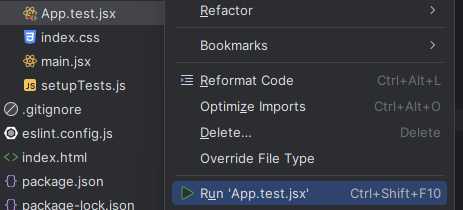 App.test.jsx
index.css
main.jsx
setupTests.js
.gitignore
eslint.config.js
index.html
package.json
package-lock.json
Refactor
Bookmarks
Reformat Code Ctrl+Alt+L
Optimize Imports Ctrl+Alt+O
Delete... Delete
Override File Type
Run 'App.test.jsx' Ctrl+Shift+F10